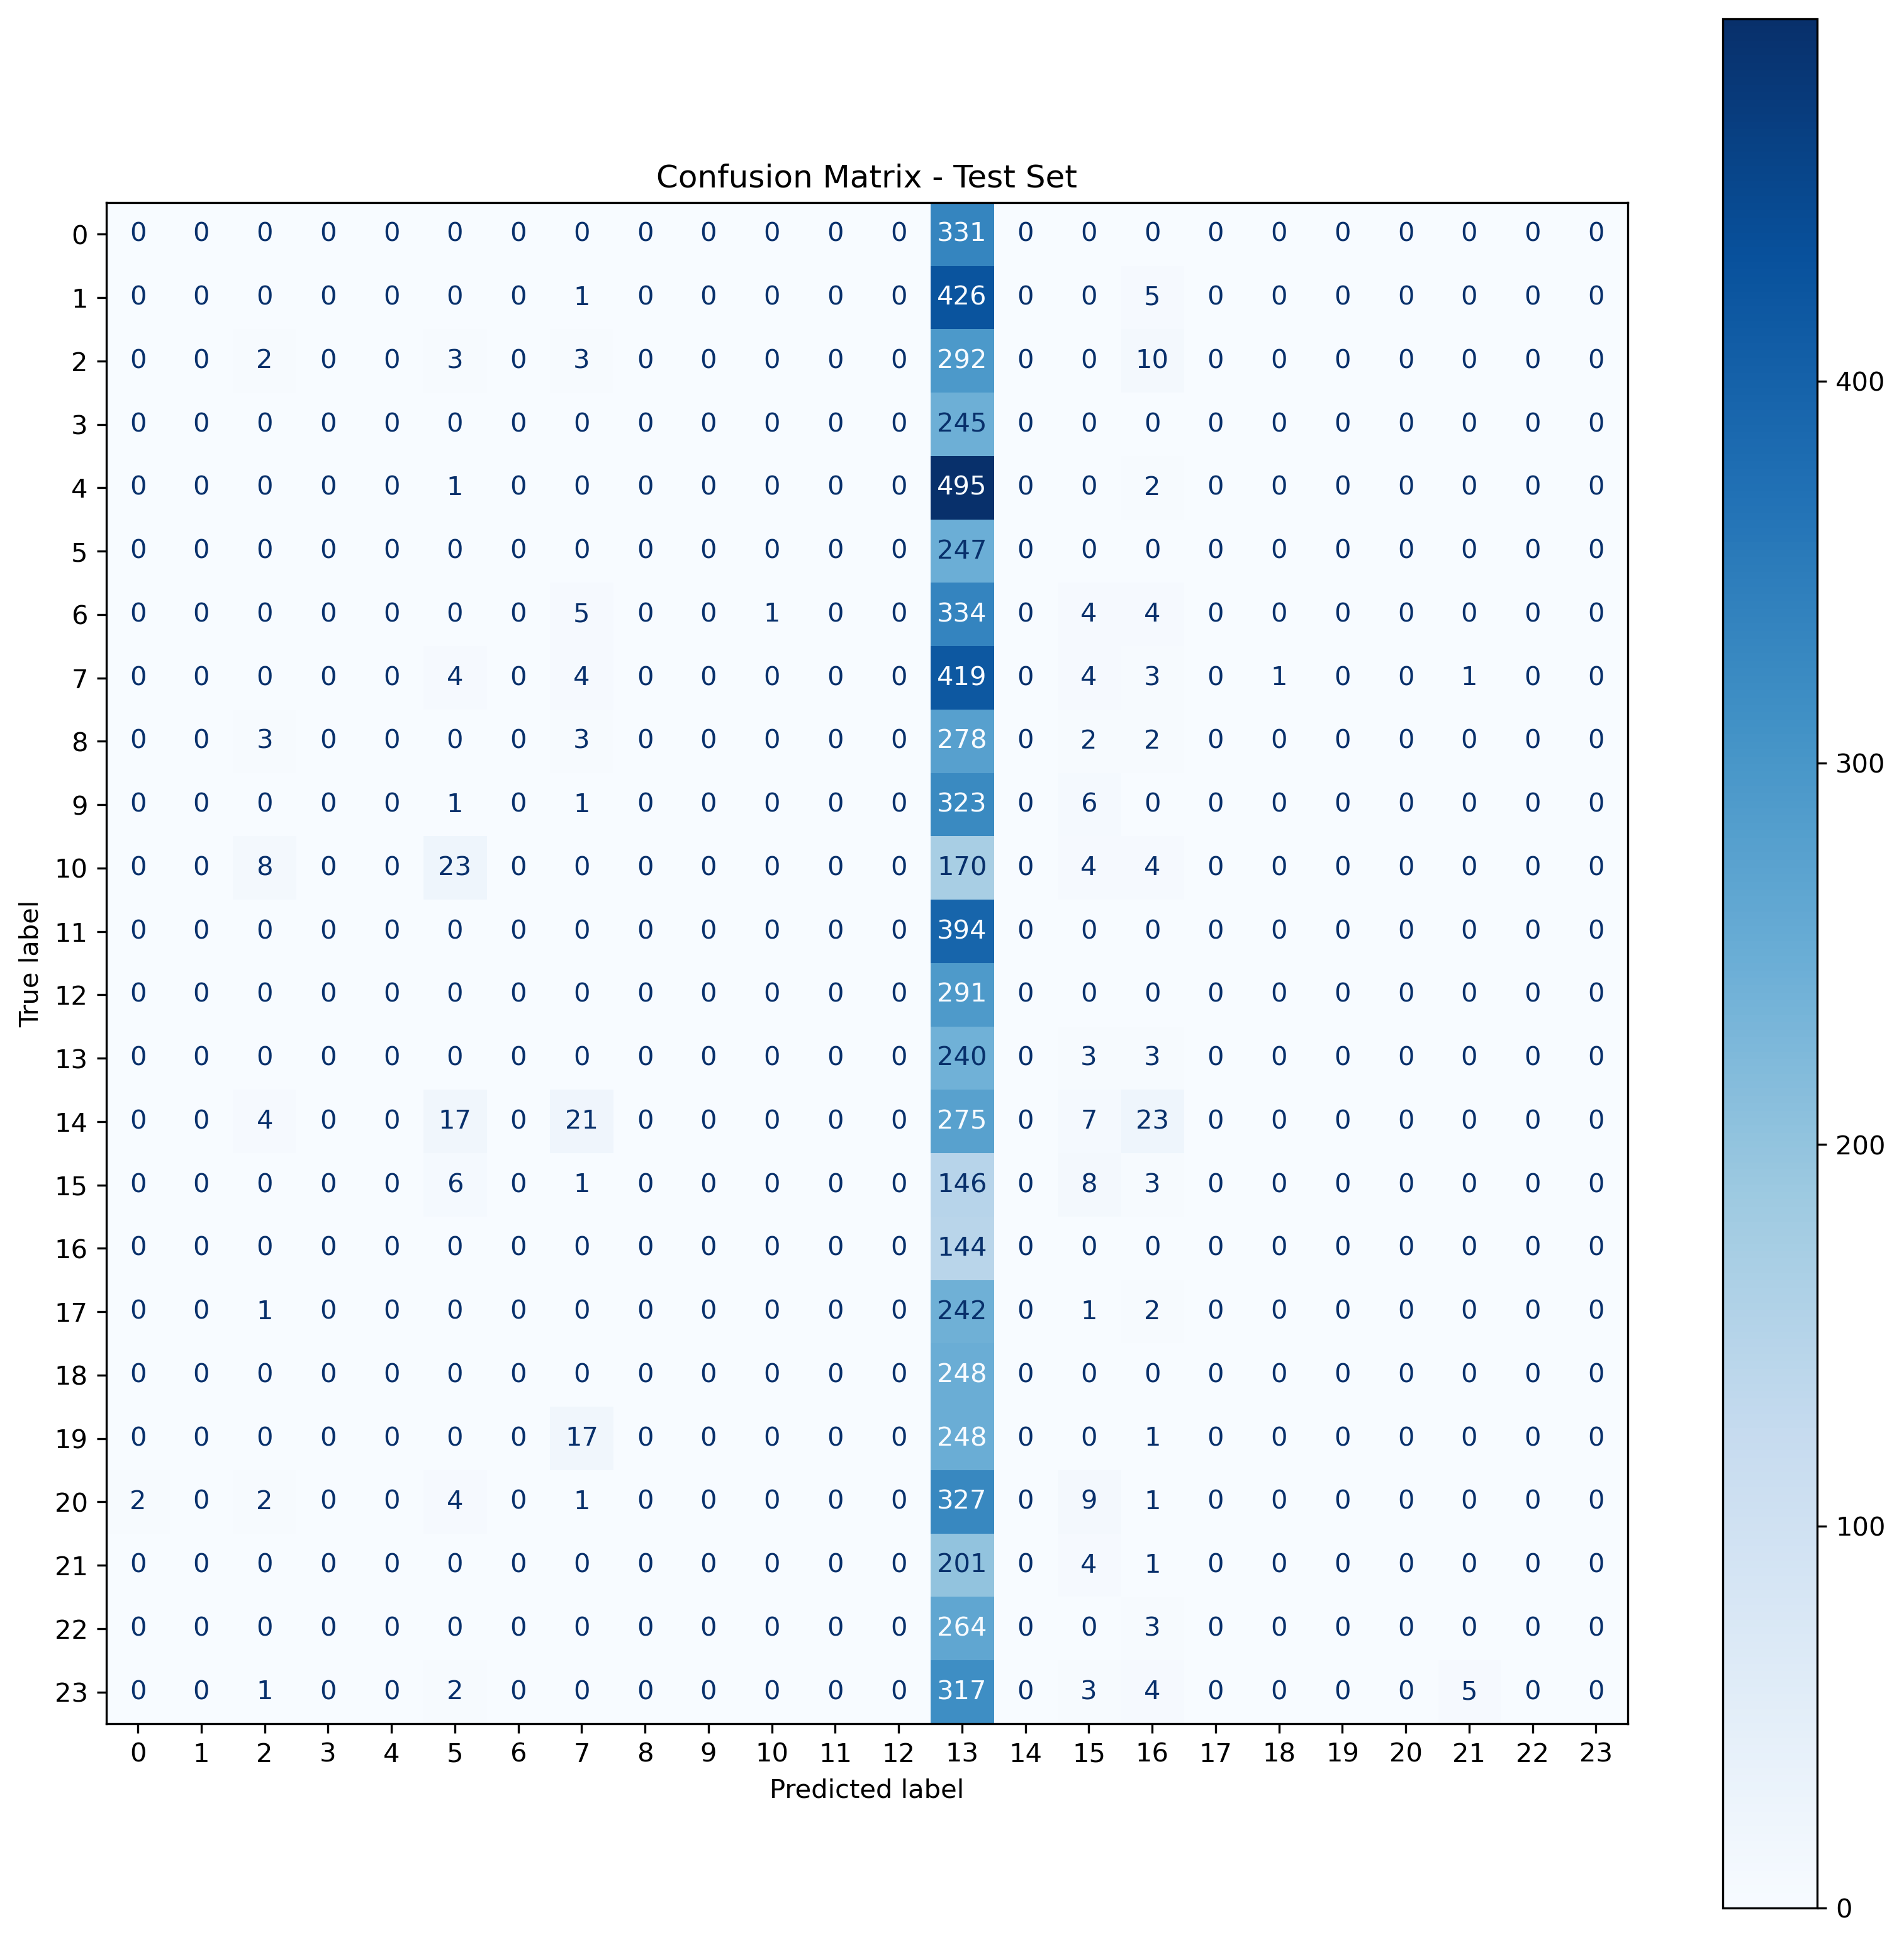 Confusion Matrix - Test Set
0 0 0 0 0 0 0 0 0 0 0 0 0 0 331 0 0 0 0 0 0 0 0 0 0
1 0 0 0 0 0 0 0 1 0 0 0 0 0 426 0 0 5 0 0 0 0 0 0 0
2 0 0 2 0 0 3 0 3 0 0 0 0 0 292 0 0 10 0 0 0 0 0 0 0
3 0 0 0 0 0 0 0 0 0 0 0 0 0 245 0 0 0 0 0 0 0 0 0 0
4 0 0 0 0 0 1 0 0 0 0 0 0 0 495 0 0 2 0 0 0 0 0 0 0
5 0 0 0 0 0 0 0 0 0 0 0 0 0 247 0 0 0 0 0 0 0 0 0 0
6 0 0 0 0 0 0 0 5 0 0 1 0 0 334 0 4 4 0 0 0 0 0 0 0
7 0 0 0 0 0 4 0 4 0 0 0 0 0 419 0 4 3 0 1 0 0 1 0 0
8 0 0 3 0 0 0 0 3 0 0 0 0 0 278 0 2 2 0 0 0 0 0 0 0
9 0 0 0 0 0 1 0 1 0 0 0 0 0 323 0 6 0 0 0 0 0 0 0 0
10 0 0 8 0 0 23 0 0 0 0 0 0 0 170 0 4 4 0 0 0 0 0 0 0
11 0 0 0 0 0 0 0 0 0 0 0 0 0 394 0 0 0 0 0 0 0 0 0 0
12 0 0 0 0 0 0 0 0 0 0 0 0 0 291 0 0 0 0 0 0 0 0 0 0
13 0 0 0 0 0 0 0 0 0 0 0 0 0 240 0 3 3 0 0 0 0 0 0 0
14 0 0 4 0 0 17 0 21 0 0 0 0 0 275 0 7 23 0 0 0 0 0 0 0
15 0 0 0 0 0 6 0 1 0 0 0 0 0 146 0 8 3 0 0 0 0 0 0 0
16 0 0 0 0 0 0 0 0 0 0 0 0 0 144 0 0 0 0 0 0 0 0 0 0
17 0 0 1 0 0 0 0 0 0 0 0 0 0 242 0 1 2 0 0 0 0 0 0 0
18 0 0 0 0 0 0 0 0 0 0 0 0 0 248 0 0 0 0 0 0 0 0 0 0
19 0 0 0 0 0 0 0 17 0 0 0 0 0 248 0 0 1 0 0 0 0 0 0 0
20 2 0 2 0 0 4 0 1 0 0 0 0 0 327 0 9 1 0 0 0 0 0 0 0
21 0 0 0 0 0 0 0 0 0 0 0 0 0 201 0 4 1 0 0 0 0 0 0 0
22 0 0 0 0 0 0 0 0 0 0 0 0 0 264 0 0 3 0 0 0 0 0 0 0
23 0 0 1 0 0 2 0 0 0 0 0 0 0 317 0 3 4 0 0 0 0 5 0 0
0 1 2 3 4 5 6 7 8 9 10 11 12 13 14 15 16 17 18 19 20 21 22 23
Predicted label
True label
400
300
200
100
0